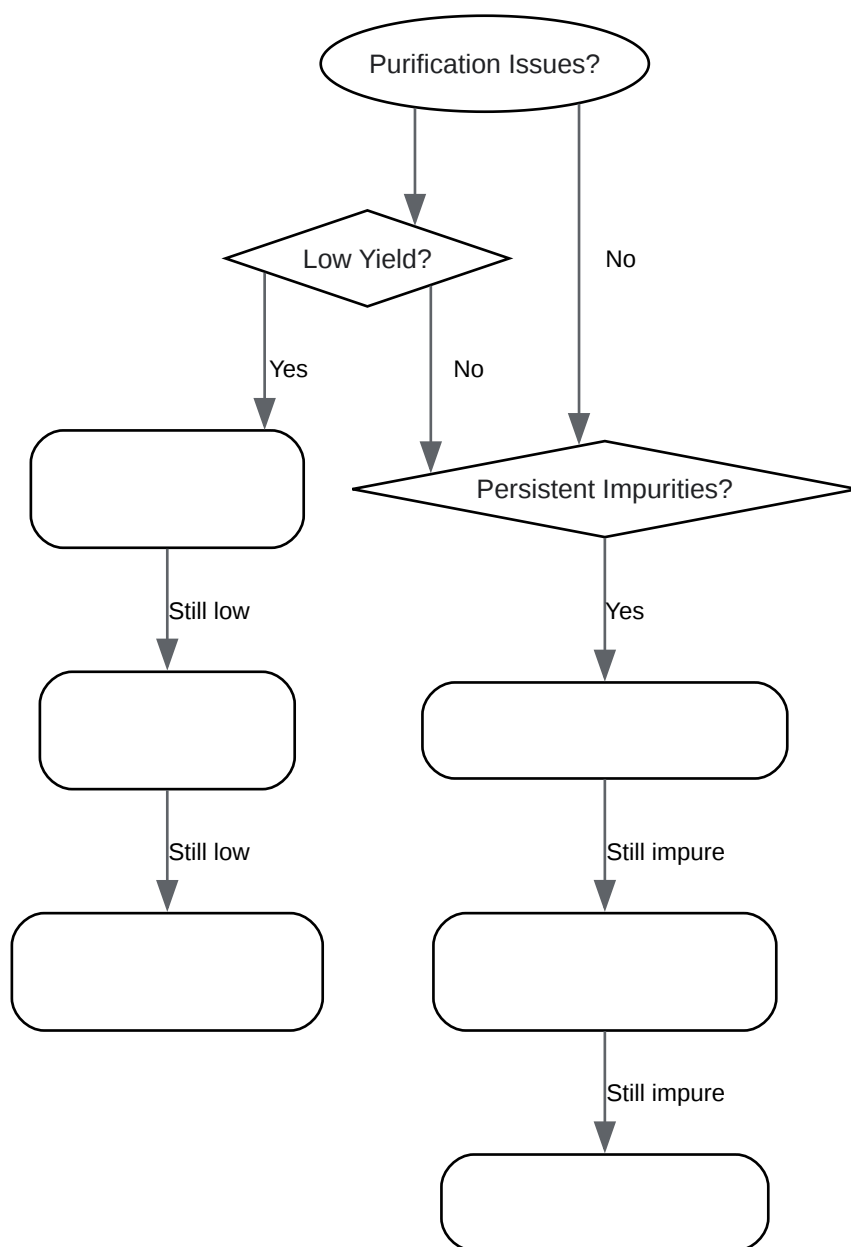 Purification Issues?
Low Yield?
No
Yes
No
Persistent Impurities?
Still low
Yes
Still low
Still impure
Still impure